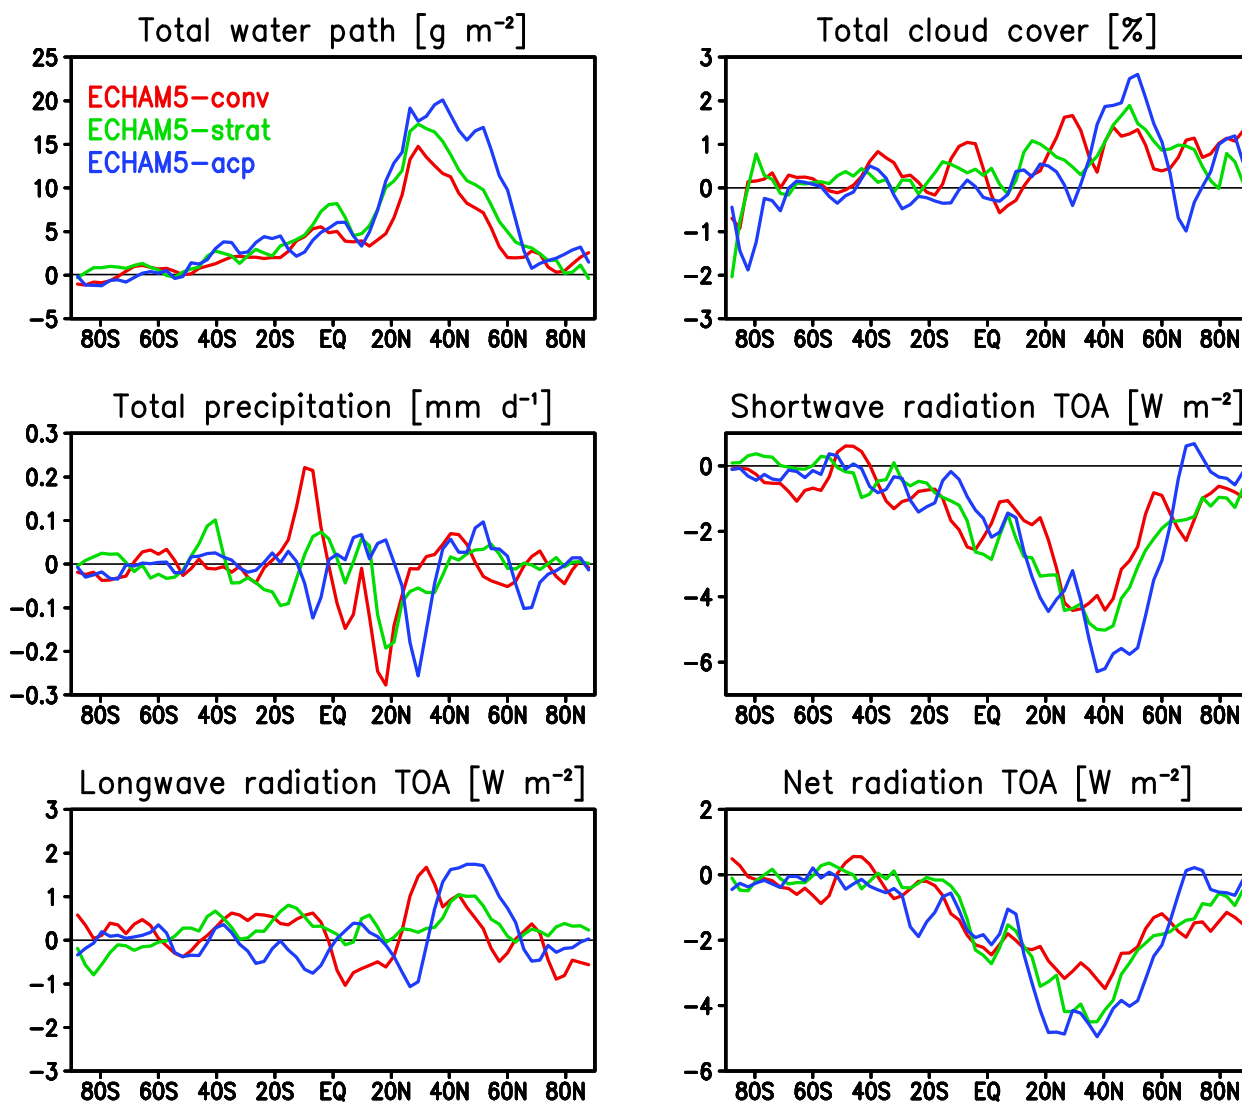 Total water path [g m⁻²]
25
20
15
10
5
0
−5
ECHAM5−conv
ECHAM5−strat
ECHAM5−acp
80S 60S 40S 20S EQ 20N 40N 60N 80N
Total cloud cover [%]
3
2
1
0
−1
−2
−3
80S 60S 40S 20S EQ 20N 40N 60N 80N
Total precipitation [mm d⁻¹]
0.3
0.2
0.1
0
−0.1
−0.2
−0.3
80S 60S 40S 20S EQ 20N 40N 60N 80N
Shortwave radiation TOA [W m⁻²]
0
−2
−4
−6
80S 60S 40S 20S EQ 20N 40N 60N 80N
Longwave radiation TOA [W m⁻²]
3
2
1
0
−1
−2
−3
80S 60S 40S 20S EQ 20N 40N 60N 80N
Net radiation TOA [W m⁻²]
2
0
−2
−4
−6
80S 60S 40S 20S EQ 20N 40N 60N 80N